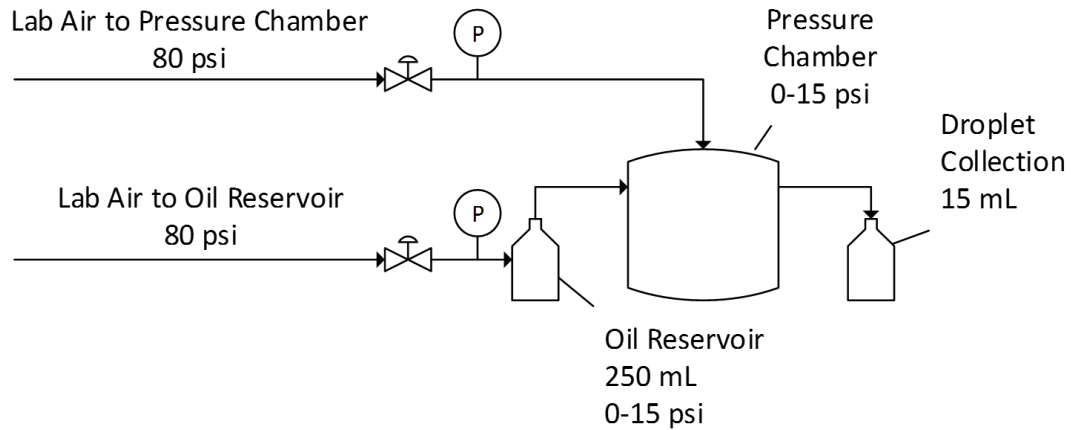 Lab Air to Pressure Chamber
80 psi
P
Pressure
Chamber
0-15 psi
Droplet
Collection
15 mL
Lab Air to Oil Reservoir
80 psi
P
Oil Reservoir
250 mL
0-15 psi